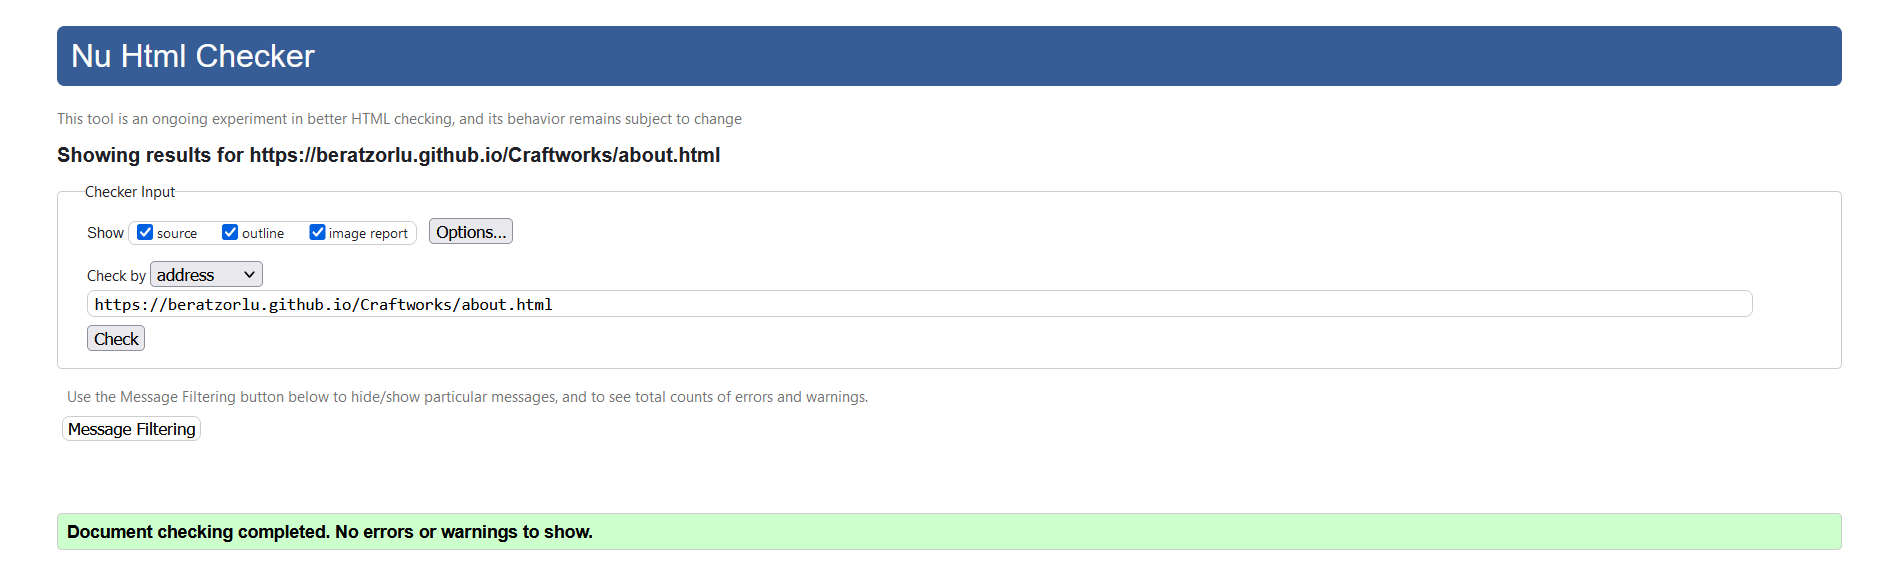 Nu Html Checker
This tool is an ongoing experiment in better HTML checking, and its behavior remains subject to change
Showing results for https://beratzorlu.github.io/Craftworks/about.html
Checker Input
Show source outline image report Options...
Check by address
https://beratzorlu.github.io/Craftworks/about.html
Check
Use the Message Filtering button below to hide/show particular messages, and to see total counts of errors and warnings.
Message Filtering
Document checking completed. No errors or warnings to show.